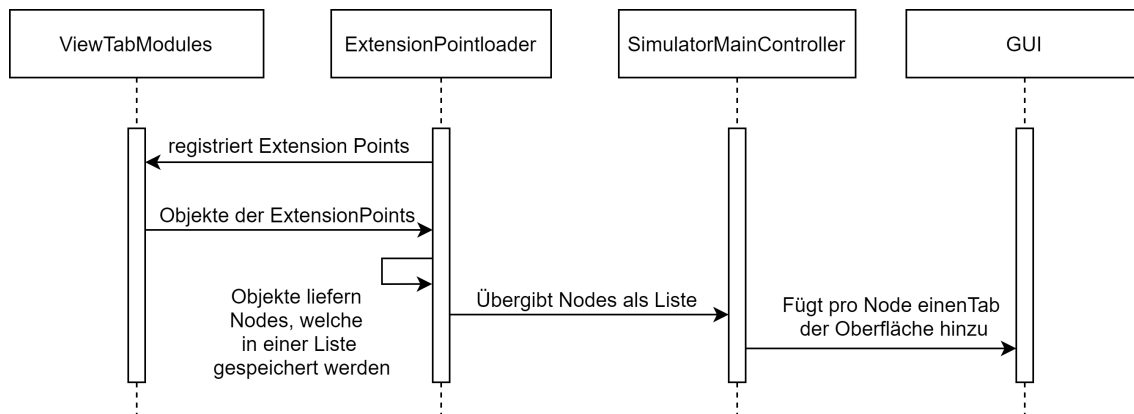 ViewTabModules
ExtensionPointloader
SimulatorMainController
GUI
registriert Extension Points
Objekte der ExtensionPoints
Objekte liefern
Nodes, welche
in einer Liste
gespeichert werden
Übergibt Nodes als Liste
Fügt pro Node einenTab
der Oberfläche hinzu